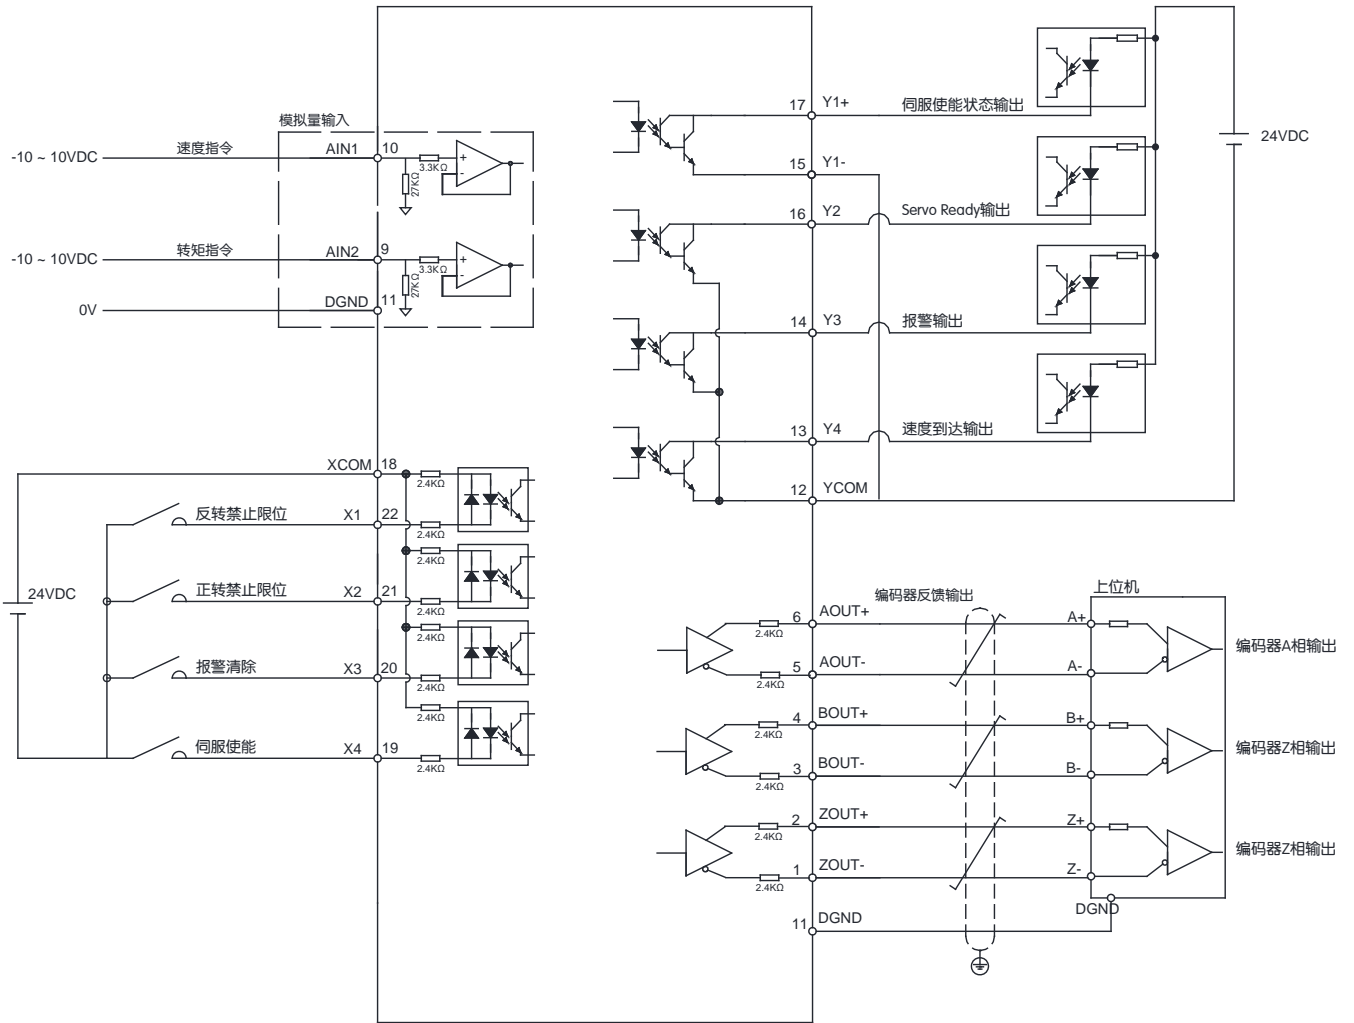 模拟量输入
-10 ~ 10VDC 速度指令 AIN1 10
3.3KΩ
27KΩ
+
-
-10 ~ 10VDC 转矩指令 AIN2 9
3.3KΩ
27KΩ
+
-
0V DGND 11
XCOM 18
2.4KΩ
反转禁止限位 X1 22
2.4KΩ
2.4KΩ
24VDC
正转禁止限位 X2 21
2.4KΩ
2.4KΩ
报警清除 X3 20
2.4KΩ
2.4KΩ
伺服使能 X4 19
2.4KΩ
17 Y1+ 伺服使能状态输出
15 Y1-
16 Y2 Servo Ready输出
14 Y3 报警输出
13 Y4 速度到达输出
12 YCOM
24VDC
编码器反馈输出
上位机
6 AOUT+ A+
2.4KΩ
5 AOUT- A-
2.4KΩ
编码器A相输出
4 BOUT+ B+
2.4KΩ
3 BOUT- B-
2.4KΩ
编码器Z相输出
2 ZOUT+ Z+
2.4KΩ
1 ZOUT- Z-
2.4KΩ
编码器Z相输出
11 DGND DGND